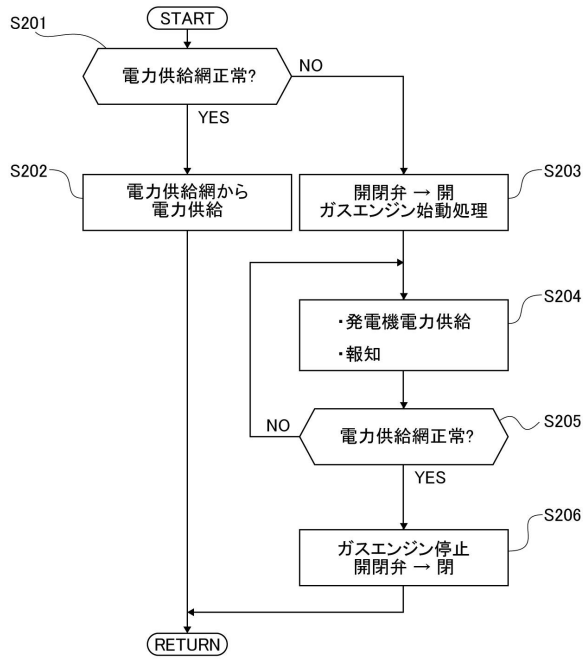 START
S201
電力供給網正常?
NO
YES
S202
電力供給網から
電力供給
S203
開閉弁 → 開
ガスエンジン始動処理
S204
・発電機電力供給
・報知
S205
NO
電力供給網正常?
YES
S206
ガスエンジン停止
開閉弁 → 閉
RETURN